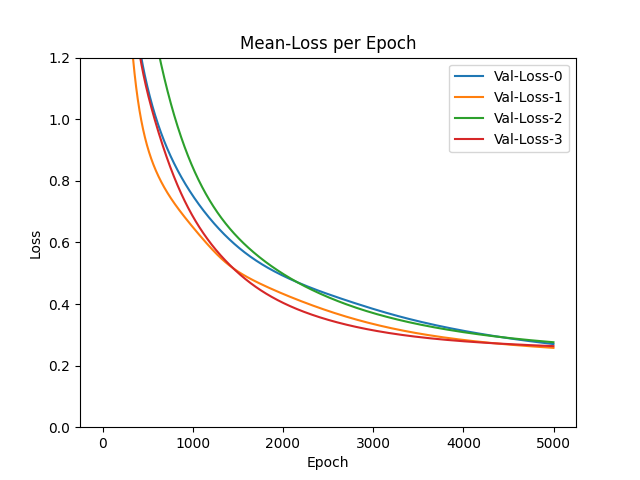 Mean-Loss per Epoch
Val-Loss-0
Val-Loss-1
Val-Loss-2
Val-Loss-3
Loss
1.2
1.0
0.8
0.6
0.4
0.2
0.0
0 1000 2000 3000 4000 5000
Epoch